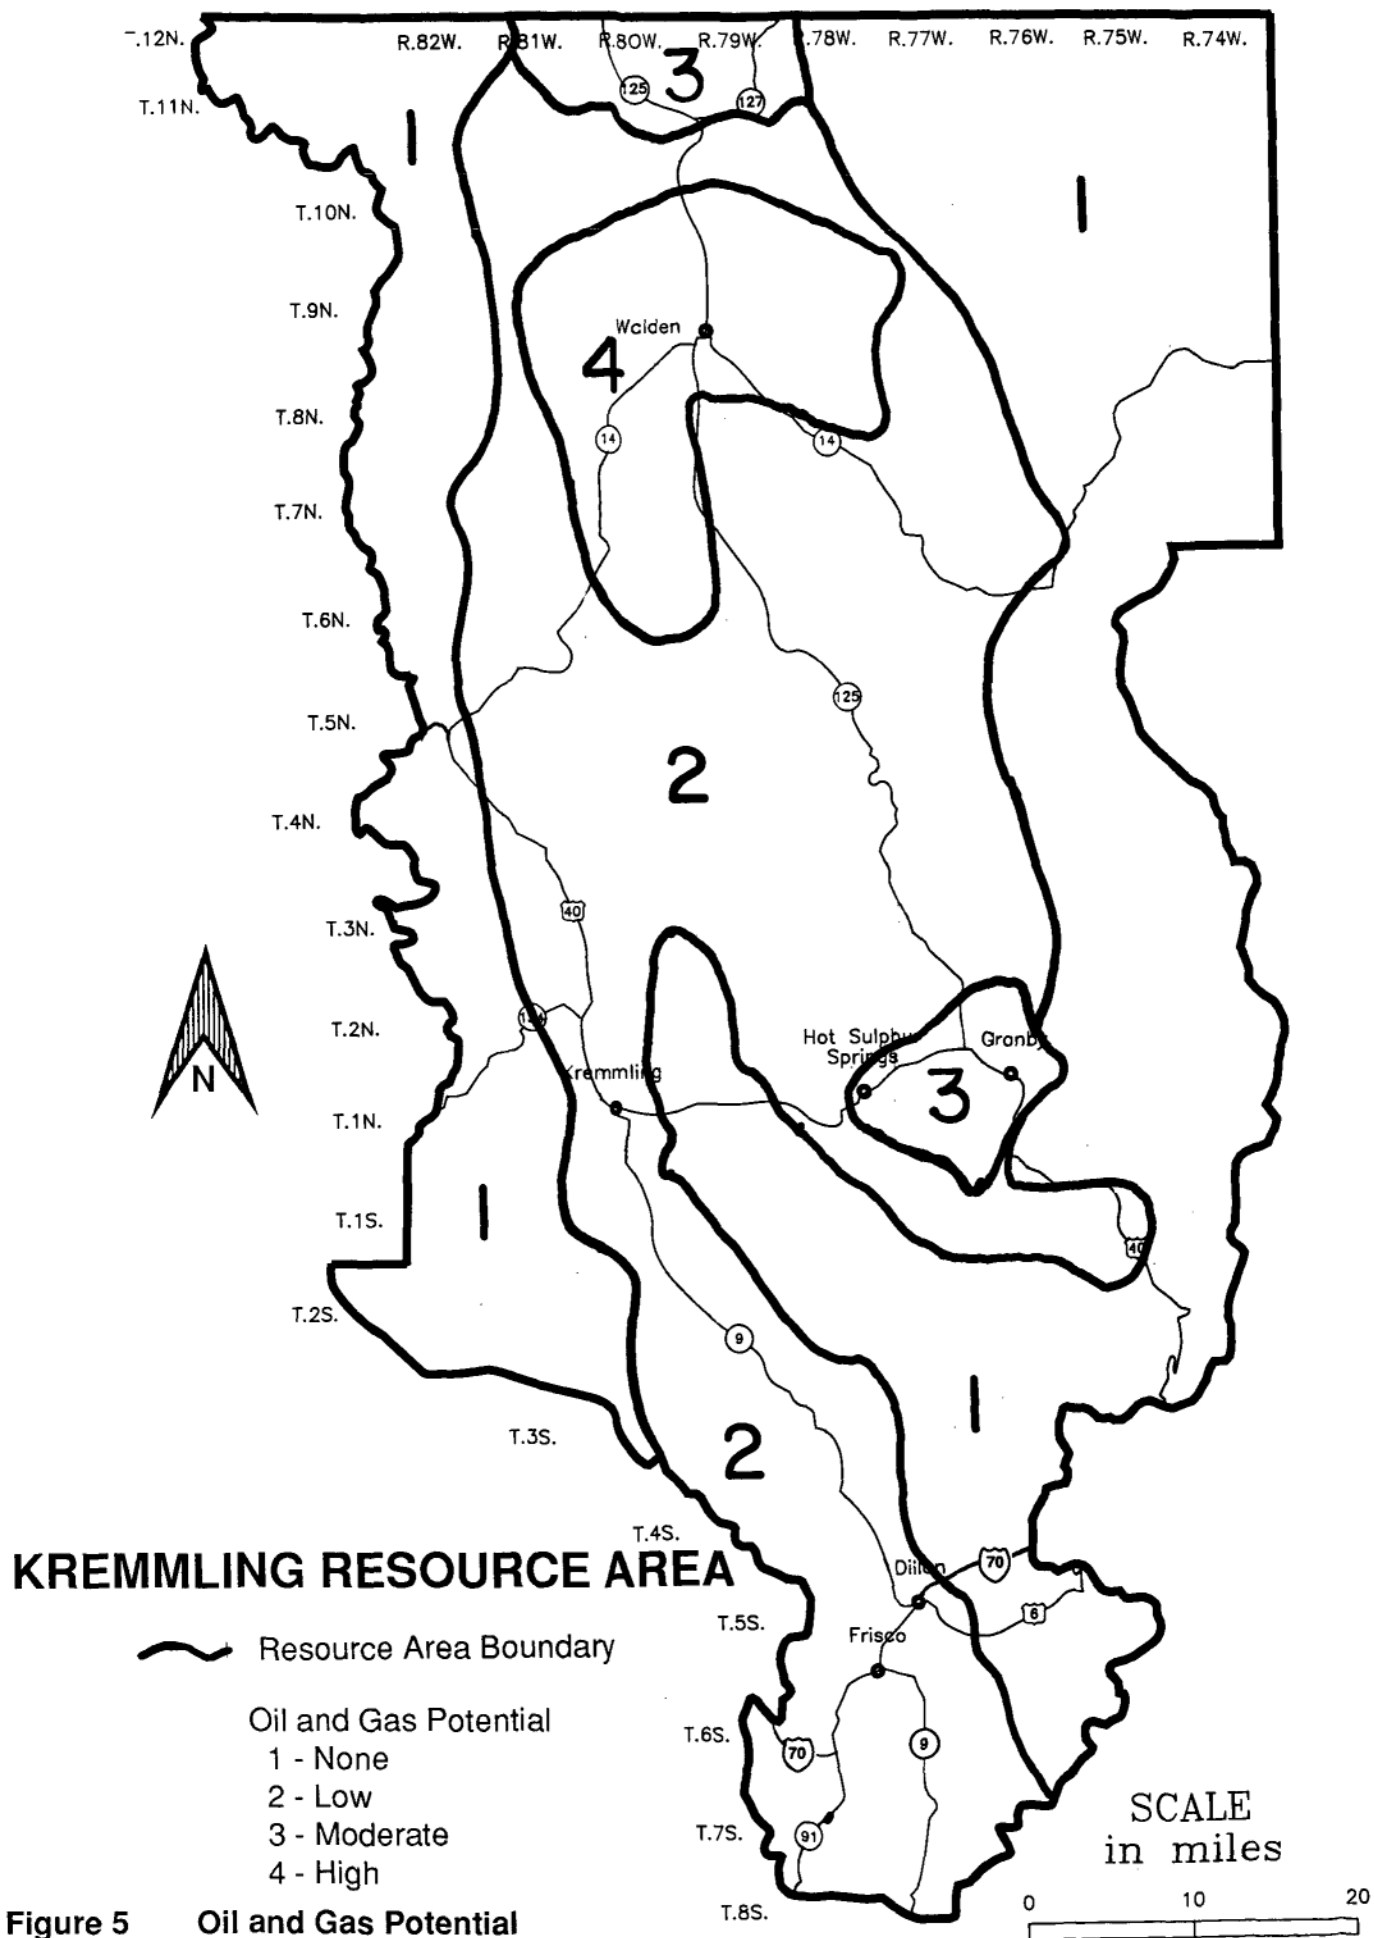 T.12N. R.82W. R.81W. R.80W. R.79W. .78W. R.77W. R.76W. R.75W. R.74W.
3
125 127
T.11N.
1
1
T.10N.
T.9N.
Walden
4
T.8N.
14 14
T.7N.
T.6N.
125
T.5N.
2
T.4N.
40
T.3N.
134
T.2N.
Hot Sulphur
Springs
Granby
Kremmling
3
N
T.1N.
1
T.1S.
40
T.2S.
9
1
T.3S.
2
T.4S.
KREMMLING RESOURCE AREA
Dillon 70
6
T.5S.
Resource Area Boundary
Frisco
Oil and Gas Potential
1 - None
2 - Low
3 - Moderate
4 - High
T.6S.
70 9
SCALE
in miles
T.7S.
91
0 10 20
T.8S.
Figure 5 Oil and Gas Potential